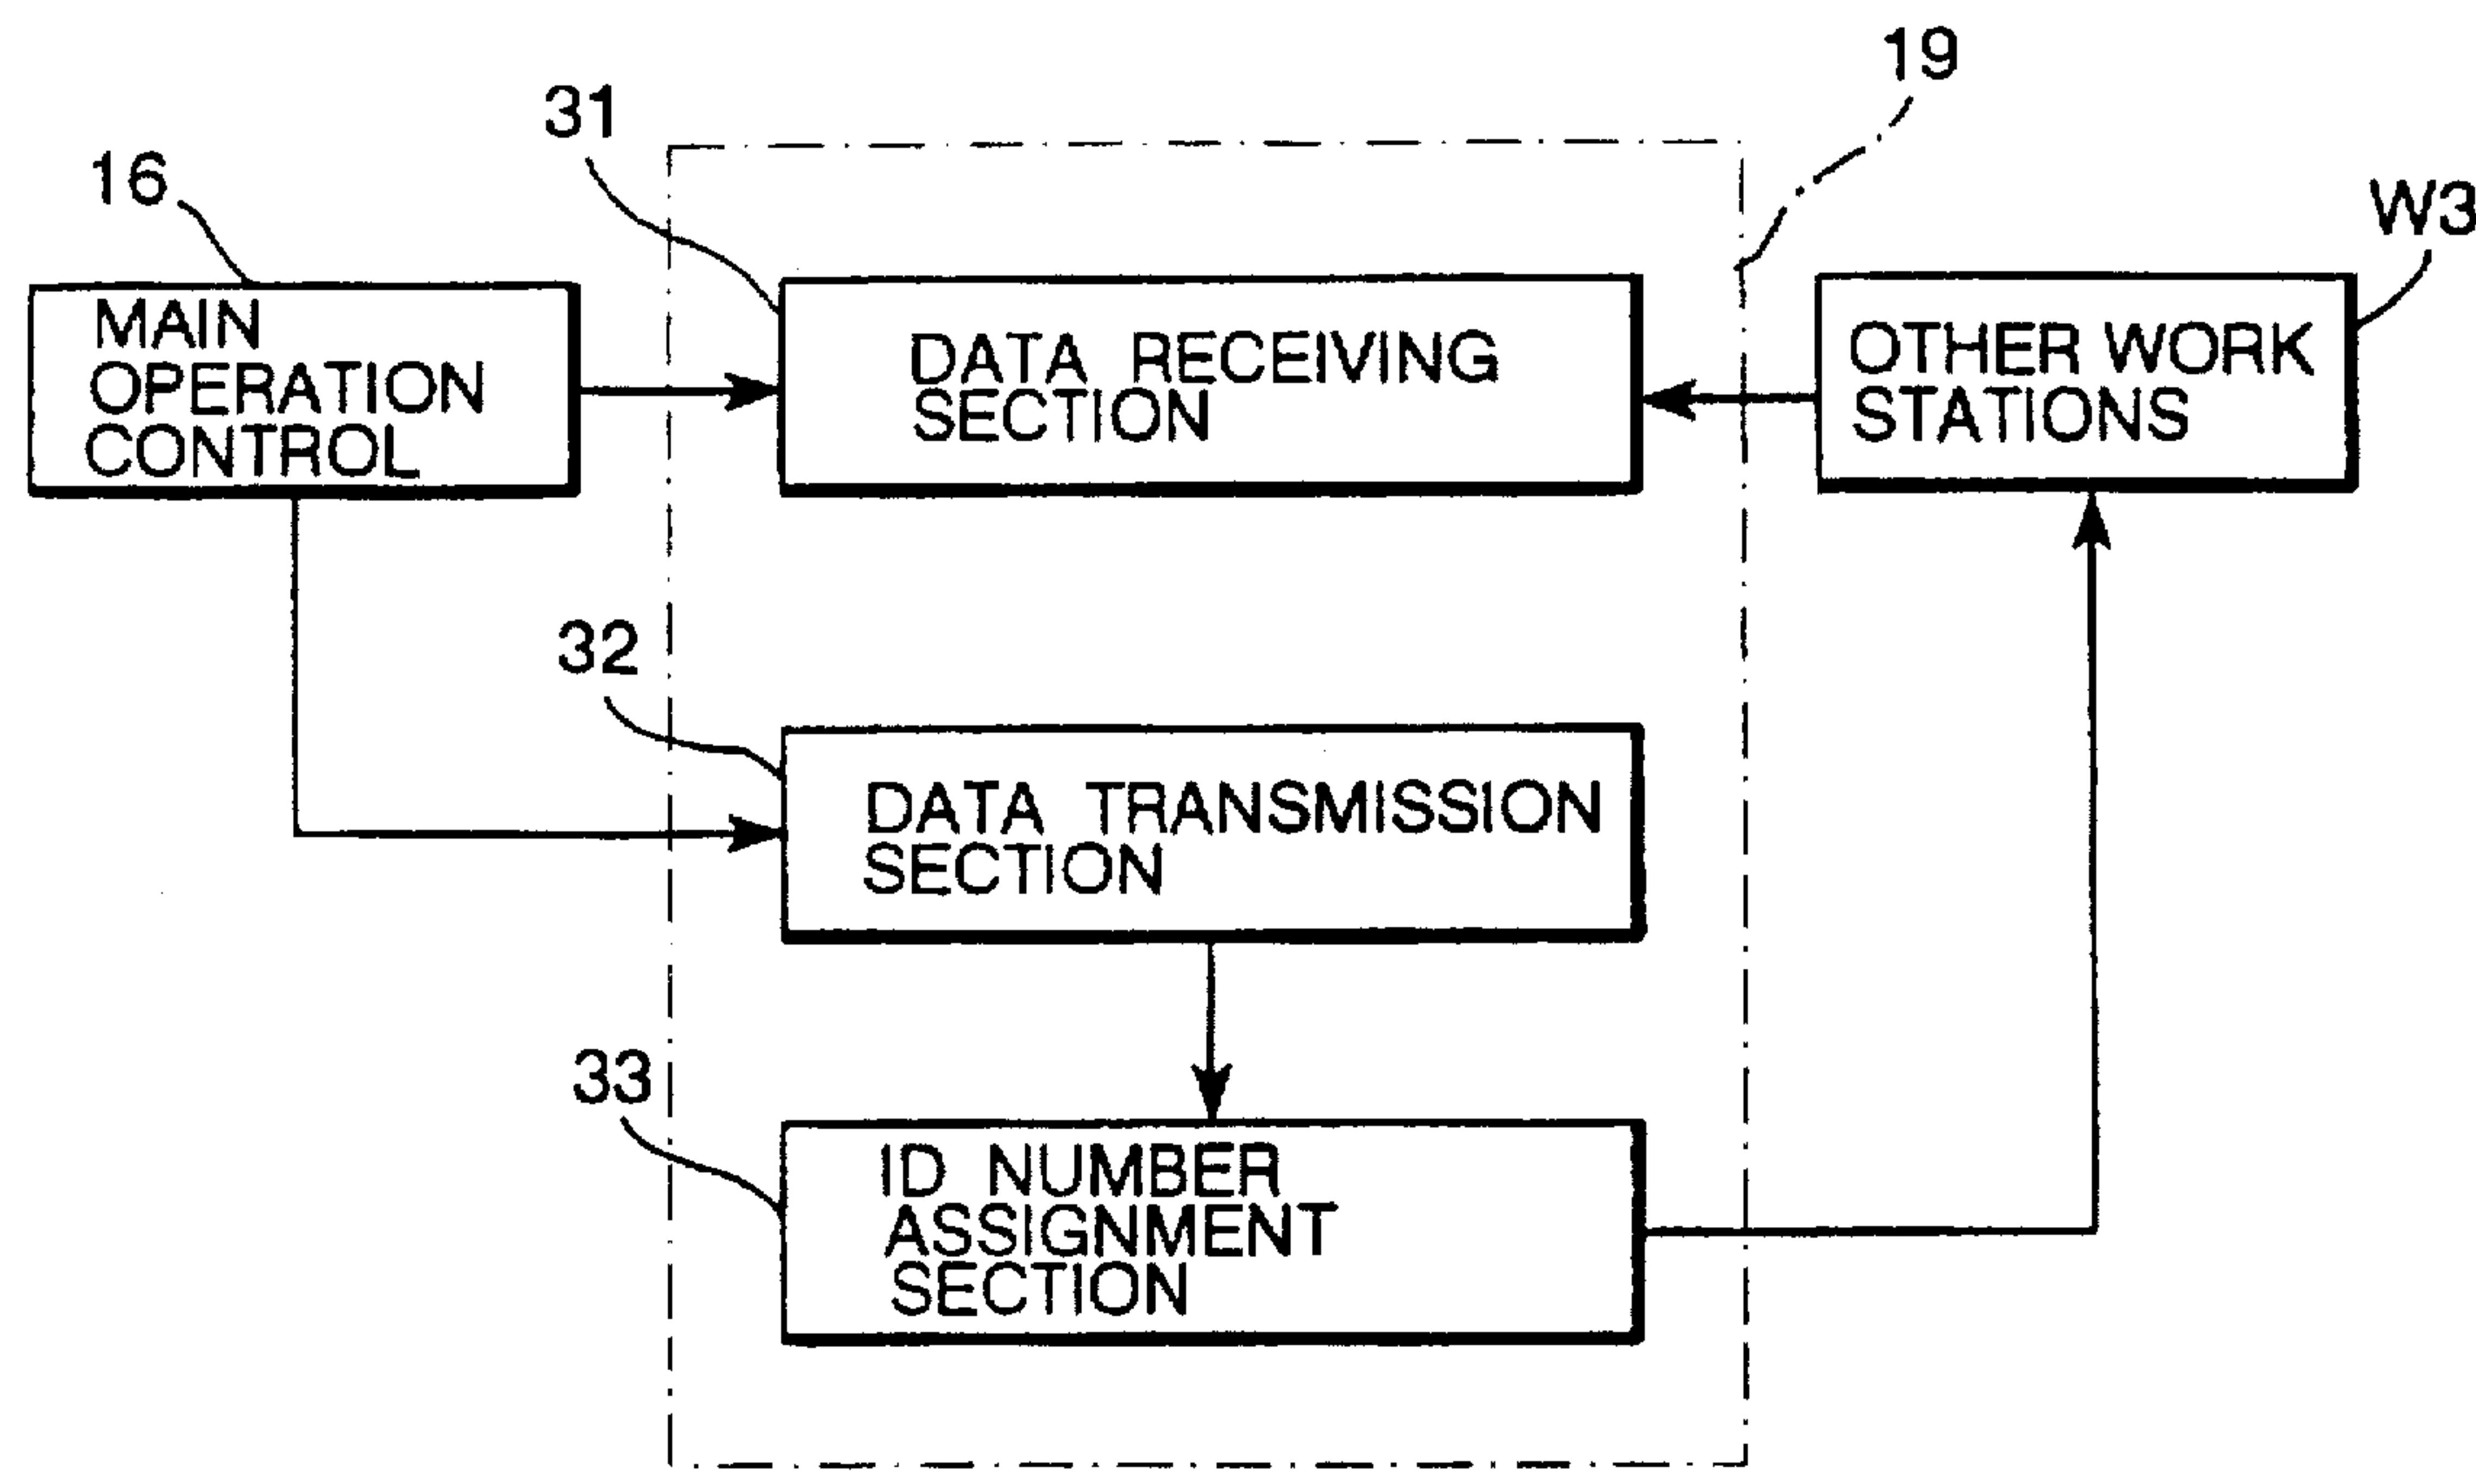 19
31
16
W3
MAIN
OPERATION
CONTROL
DATA RECEIVING
SECTION
OTHER WORK
STATIONS
32
DATA TRANSMISSION
SECTION
33
ID NUMBER
ASSIGNMENT
SECTION